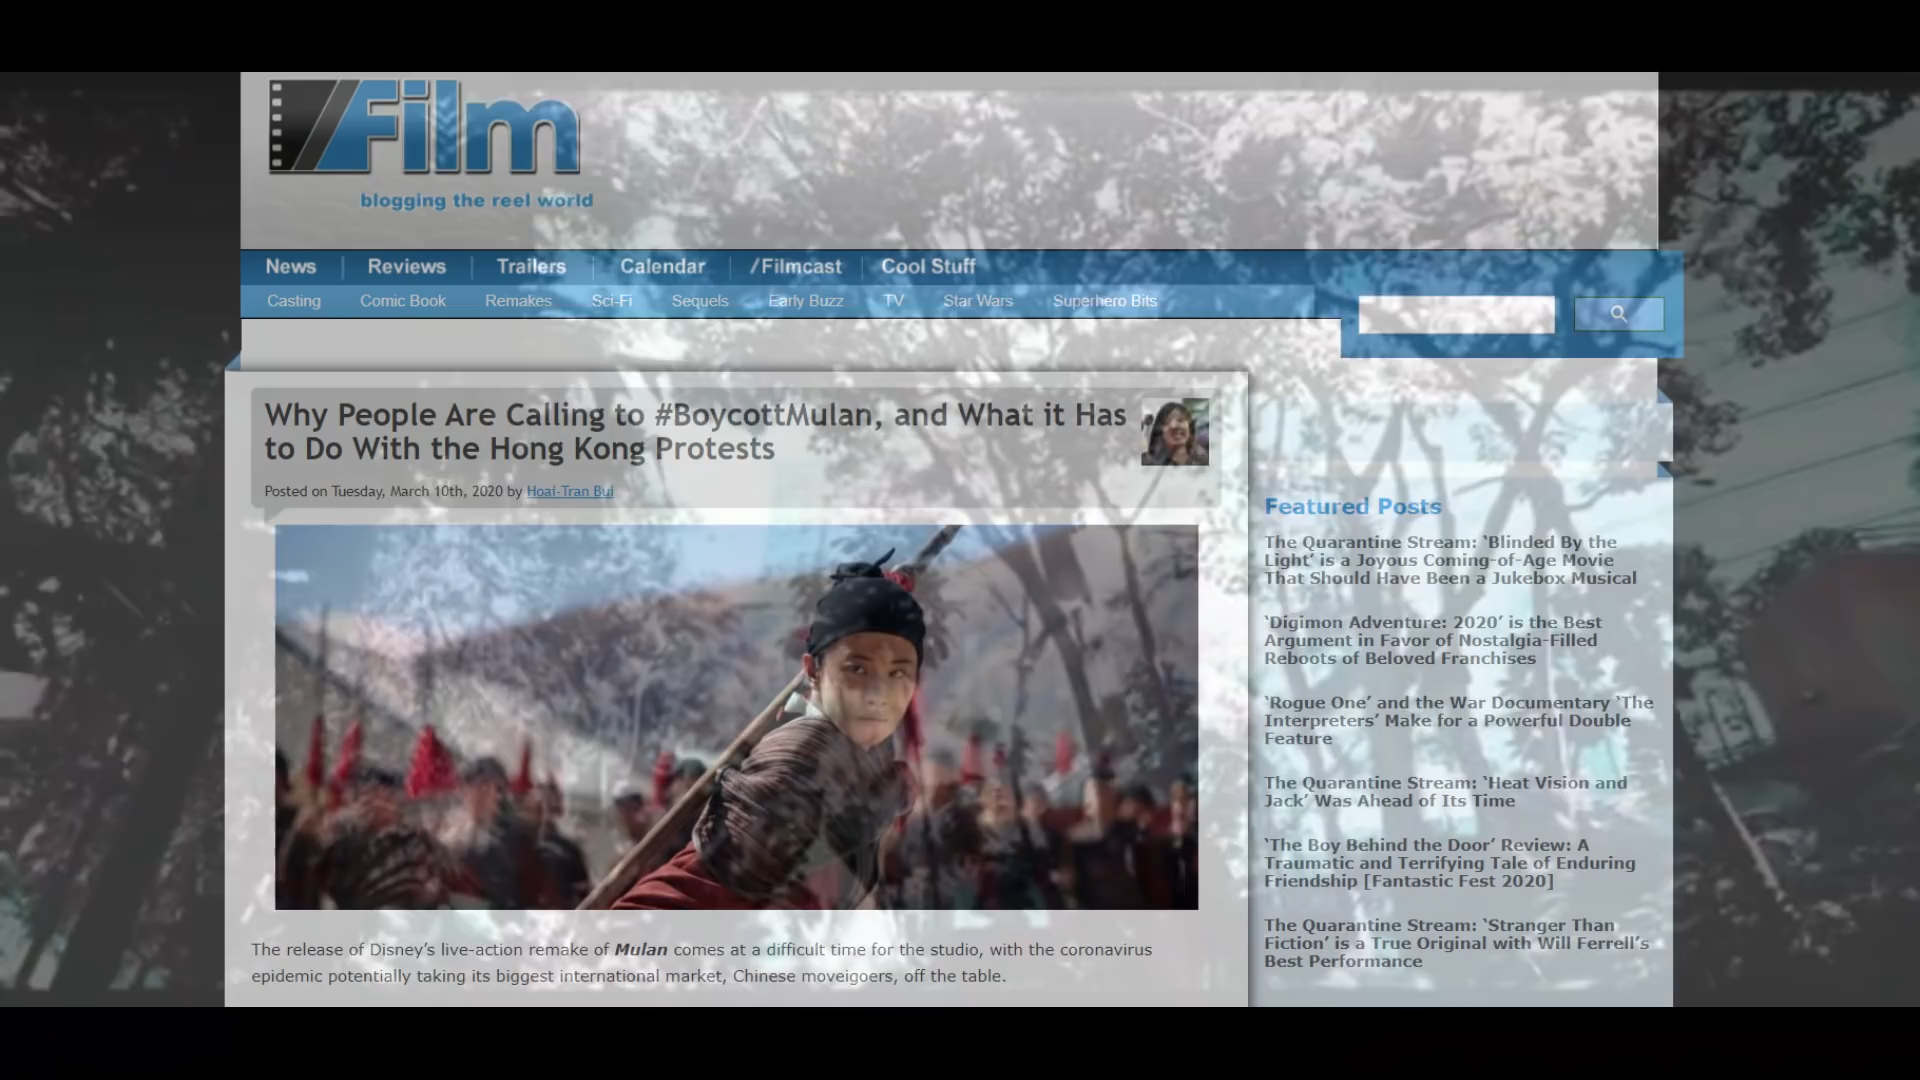 /Film
blogging the reel world
News Reviews Trailers Calendar /Filmcast Cool Stuff
Casting Comic Book Remakes Sci-Fi Sequels Early Buzz TV Star Wars Superhero Bits
Why People Are Calling to #BoycottMulan, and What it Has
to Do With the Hong Kong Protests
Posted on Tuesday, March 10th, 2020 by Hoai-Tran Bui
The release of Disney’s live-action remake of Mulan comes at a difficult time for the studio, with the coronavirus
epidemic potentially taking its biggest international market, Chinese moveigoers, off the table.
Featured Posts
The Quarantine Stream: ‘Blinded By the
Light’ is a Joyous Coming-of-Age Movie
That Should Have Been a Jukebox Musical
‘Digimon Adventure: 2020’ is the Best
Argument in Favor of Nostalgia-Filled
Reboots of Beloved Franchises
‘Rogue One’ and the War Documentary ‘The
Interpreters’ Make for a Powerful Double
Feature
The Quarantine Stream: ‘Heat Vision and
Jack’ Was Ahead of Its Time
‘The Boy Behind the Door’ Review: A
Traumatic and Terrifying Tale of Enduring
Friendship [Fantastic Fest 2020]
The Quarantine Stream: ‘Stranger Than
Fiction’ is a True Original with Will Ferrell’s
Best Performance